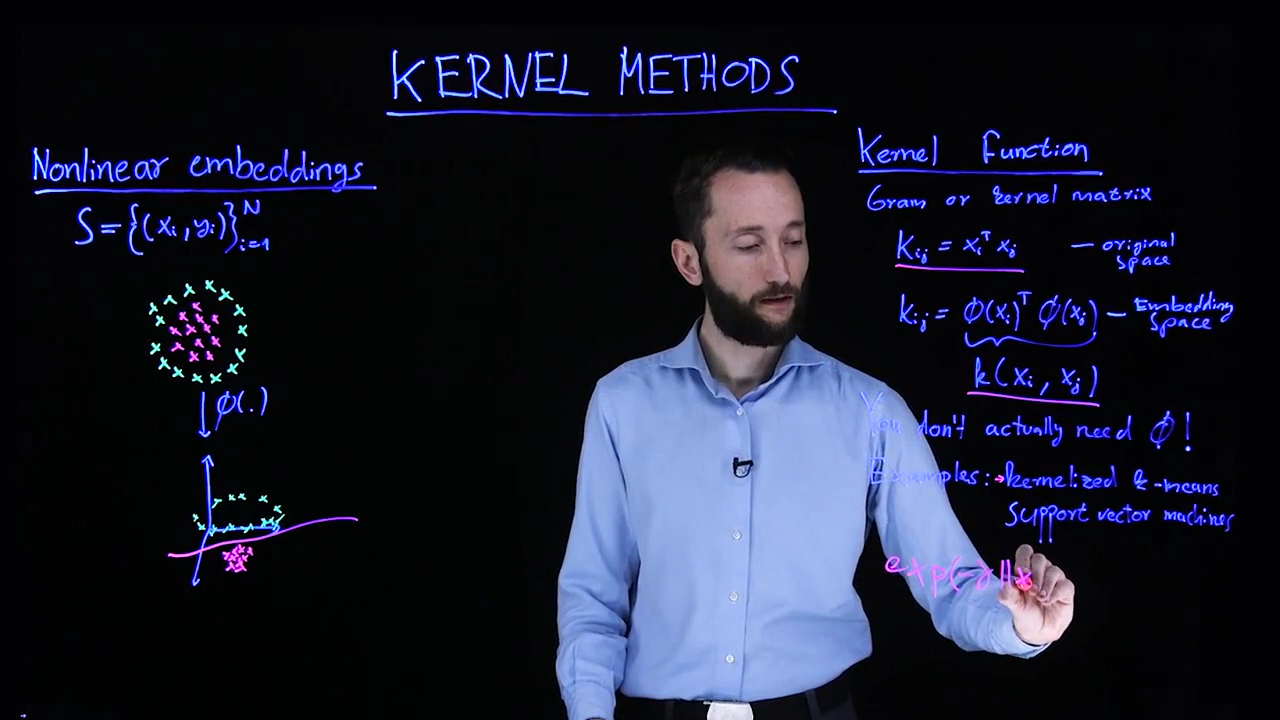 KERNEL METHODS
Nonlinear embeddings
S = {(xᵢ, yᵢ)}ᴺᵢ₌₁
ϕ(.)
Kernel Function
Gram or kernel matrix
Kᵢⱼ = xᵢᵀ xⱼ — original space
kᵢⱼ = ϕ(xᵢ)ᵀ ϕ(xⱼ) — Embedding space
k(xᵢ, xⱼ)
You don't actually need ϕ!
Examples: → kernelized k-means
Support vector machines
exp(-γ ||x